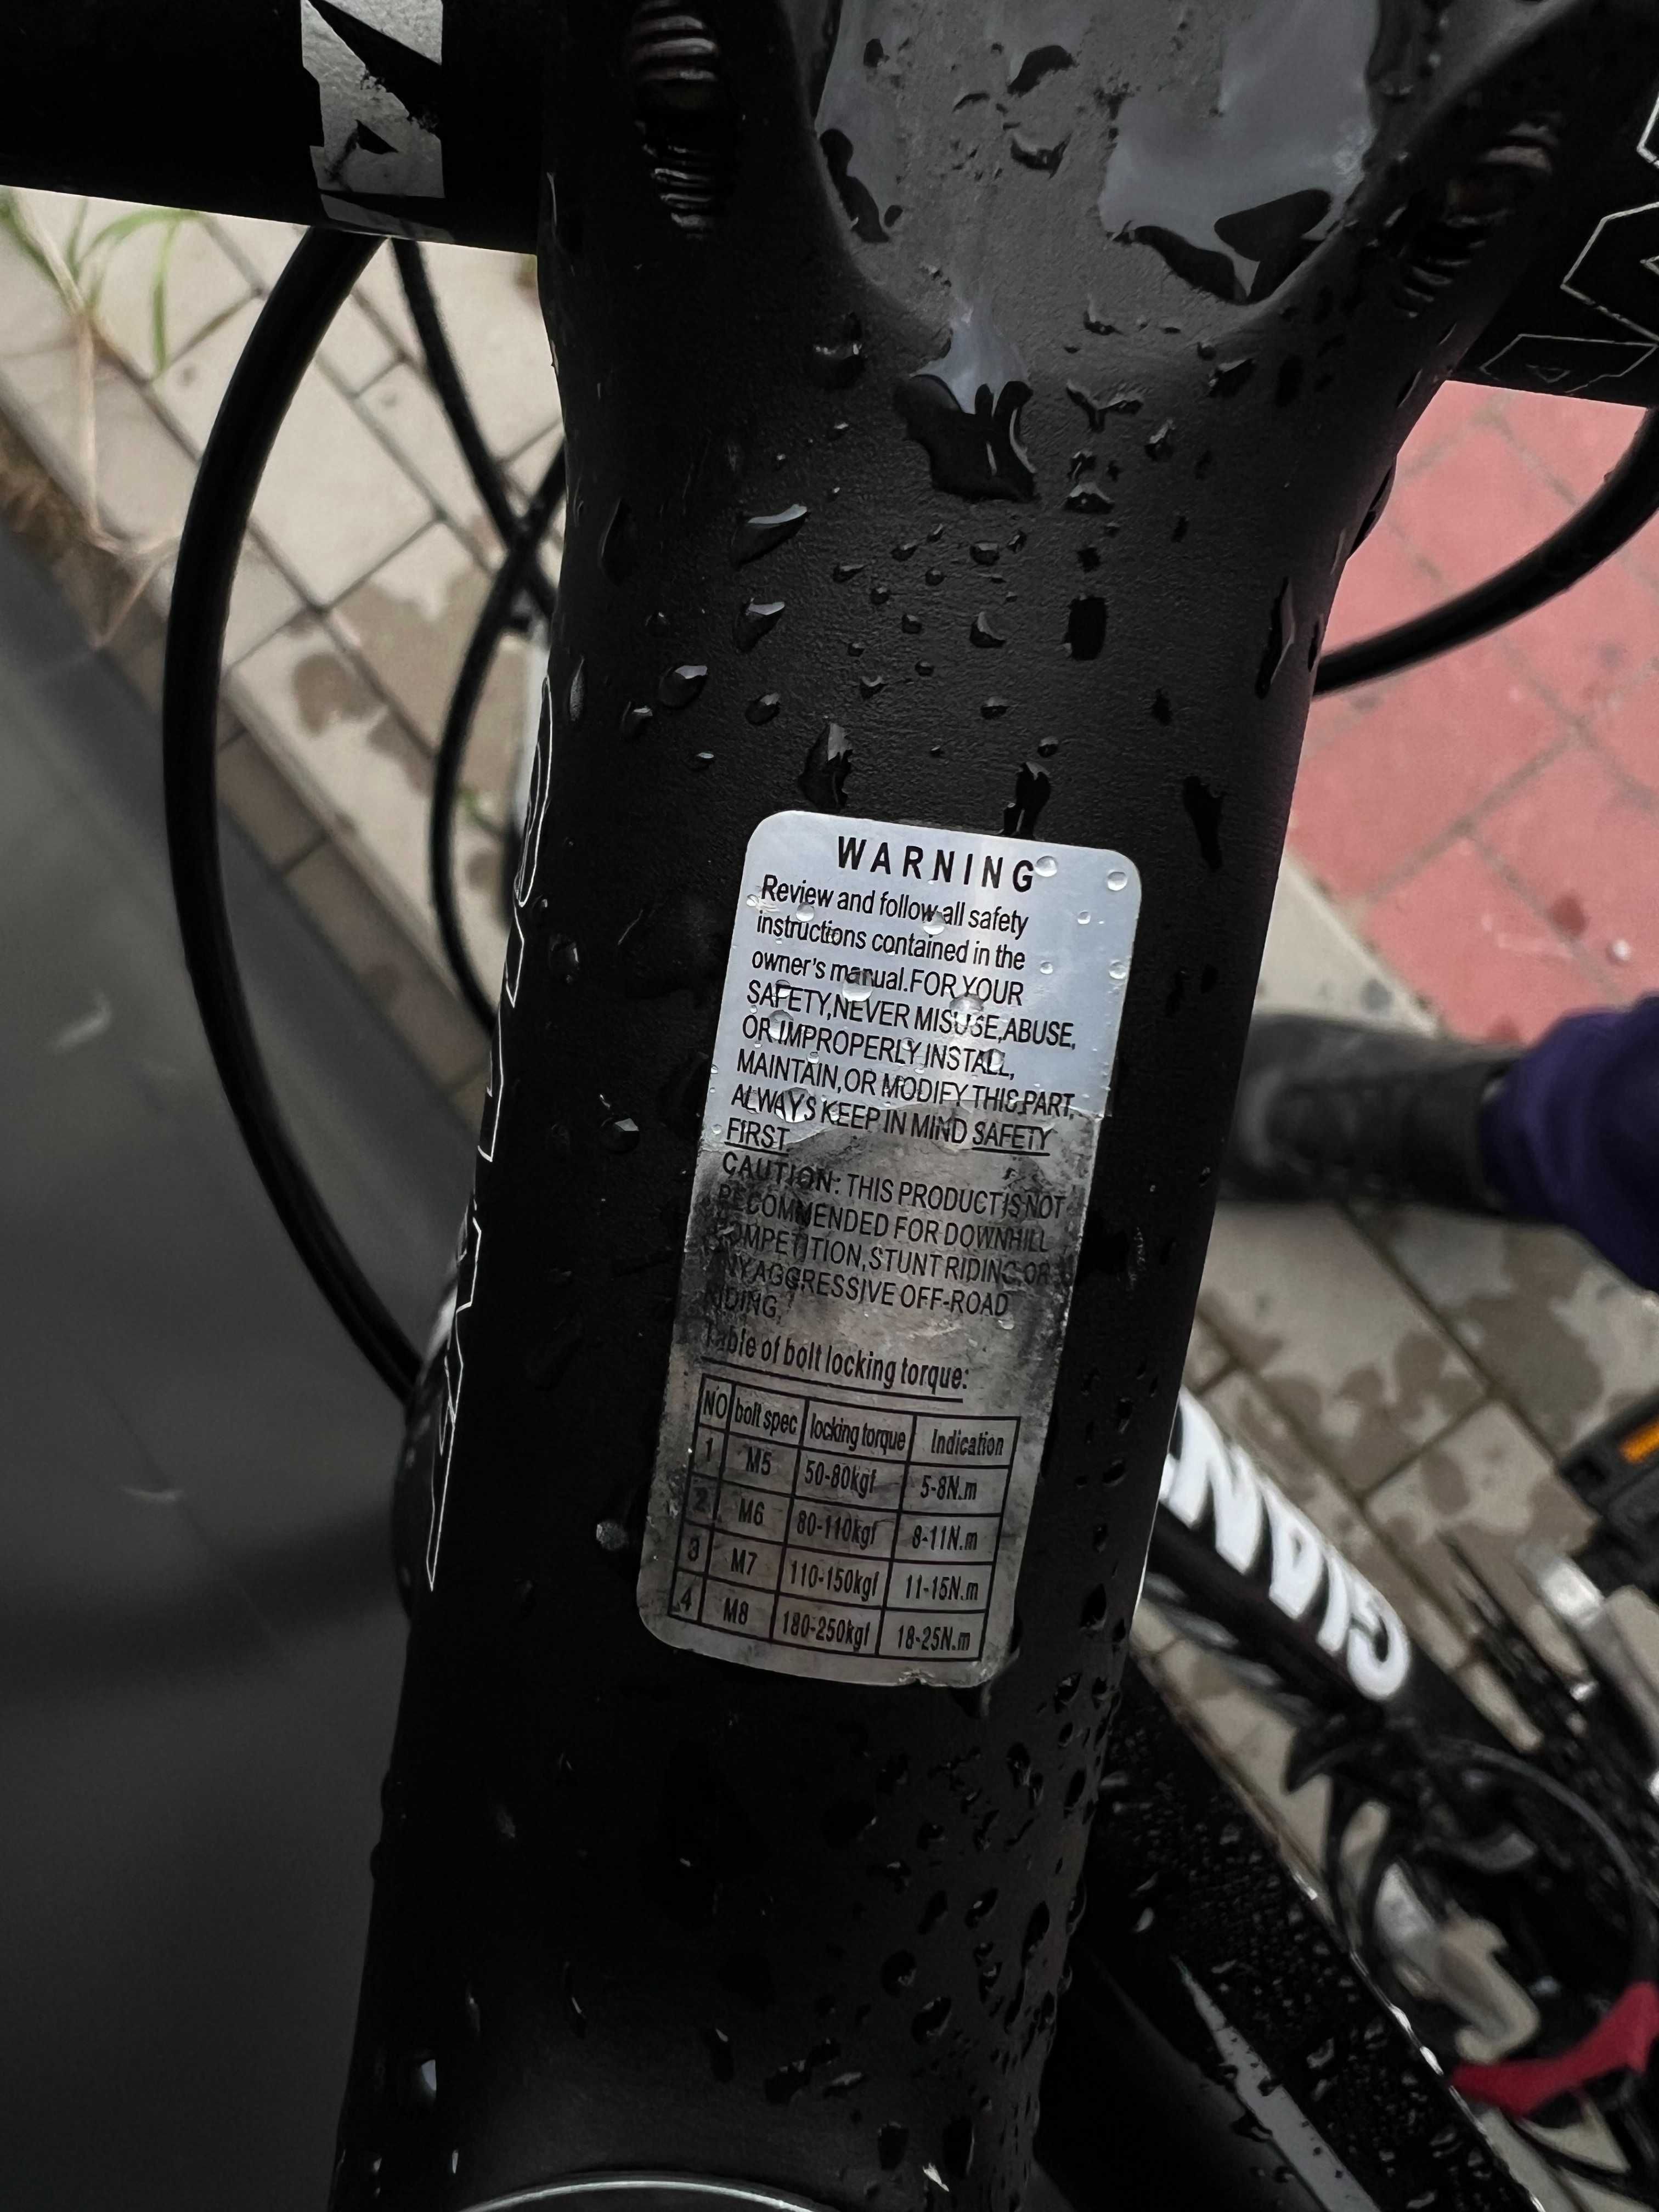 WARNING
Review and follow all safety
instructions contained in the
owner's manual.FOR YOUR
SAFETY,NEVER MISUSE,ABUSE,
OR IMPROPERLY INSTALL,
MAINTAIN,OR MODIFY THIS PART.
ALWAYS KEEP IN MIND SAFETY
FIRST
CAUTION: THIS PRODUCT IS NOT
RECOMMENDED FOR DOWNHILL
COMPETITION,STUNT RIDING,OR
ANY AGGRESSIVE OFF-ROAD
RIDING,
Table of bolt locking torque:
NO bolt spec locking torque Indication
1 M5 50-80kgf 5-8N.m
2 M6 80-110kgf 8-11N.m
3 M7 110-150kgf 11-15N.m
4 M8 180-250kgf 18-25N.m
GIANT